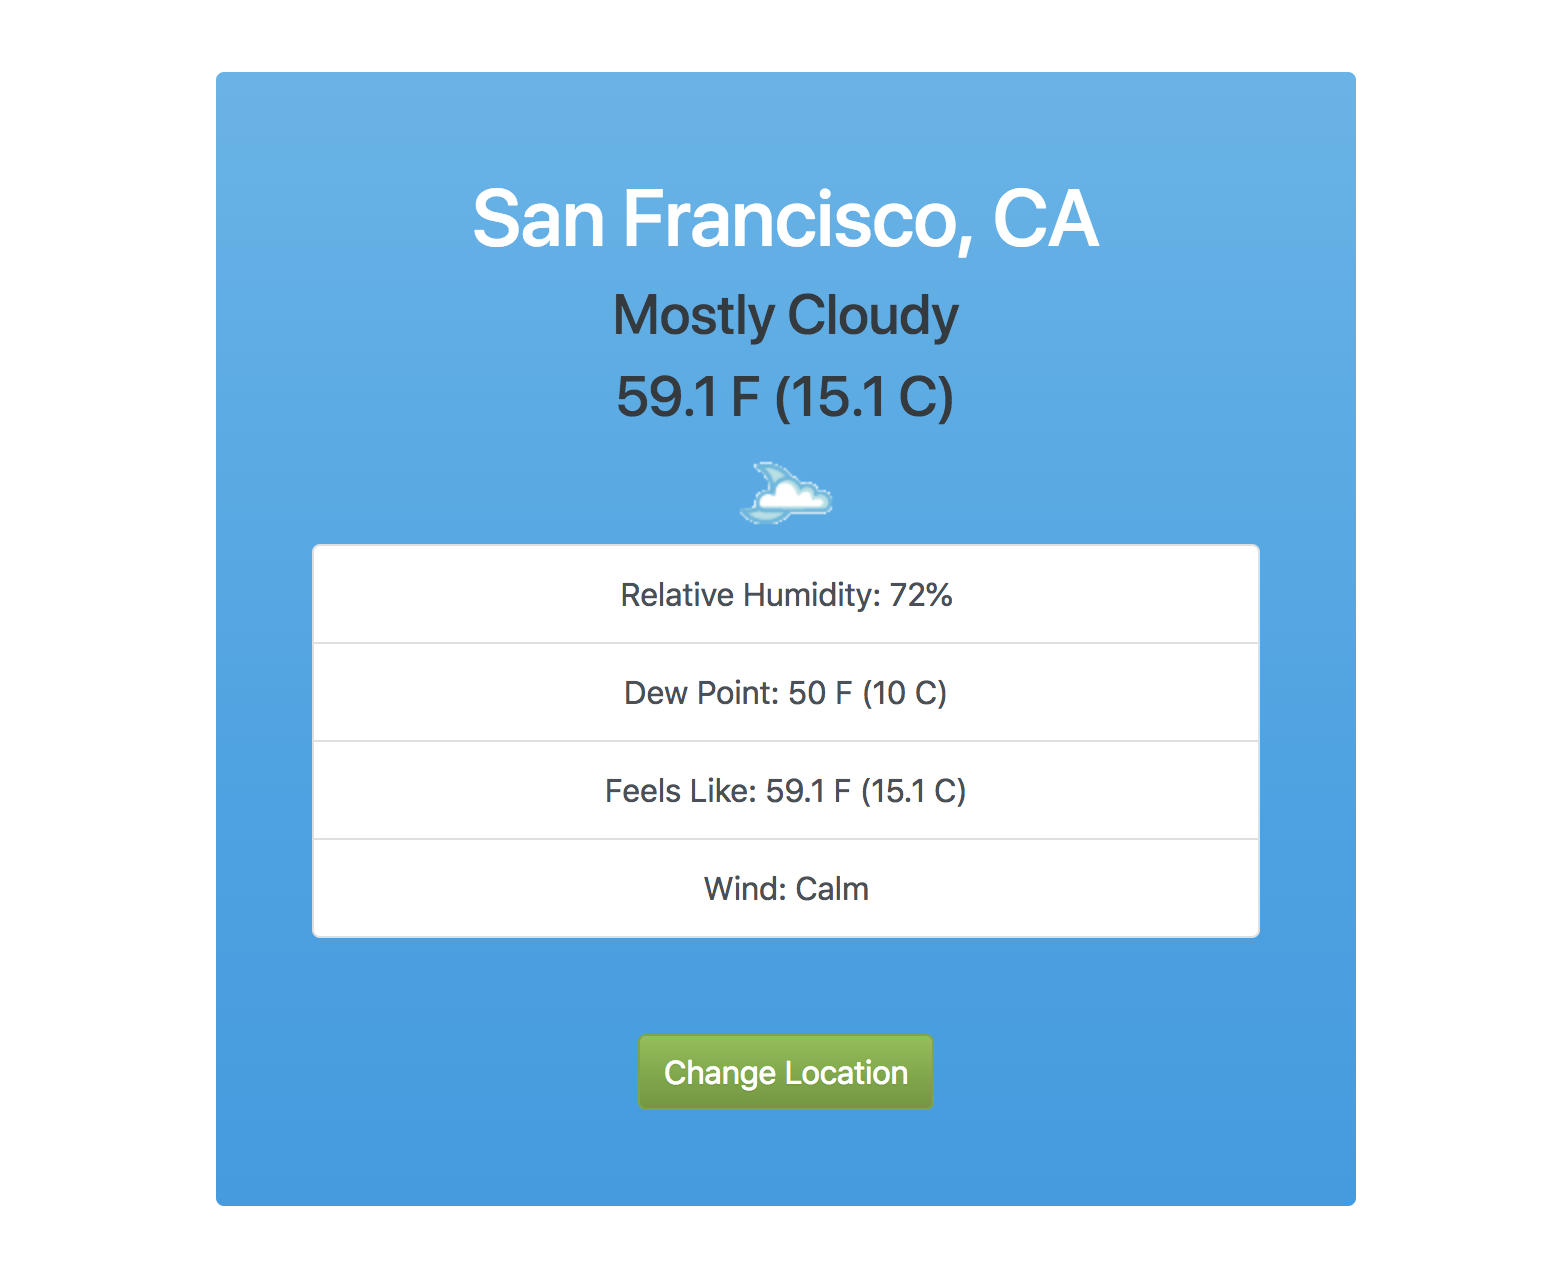 San Francisco, CA
Mostly Cloudy
59.1 F (15.1 C)
Relative Humidity: 72%
Dew Point: 50 F (10 C)
Feels Like: 59.1 F (15.1 C)
Wind: Calm
Change Location